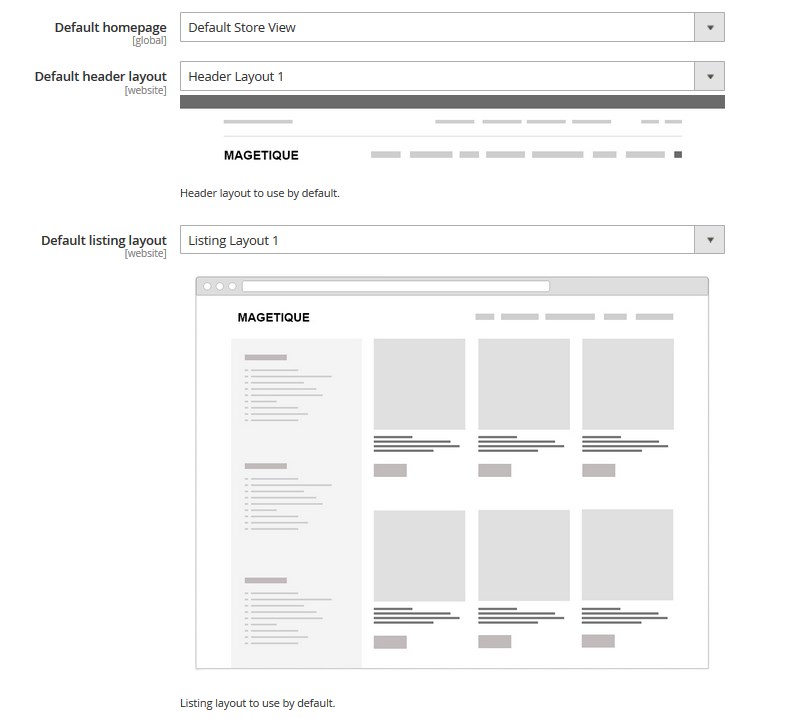 Default homepage
[global]
Default Store View
Default header layout
[website]
Header Layout 1
MAGETIQUE
Header layout to use by default.
Default listing layout
[website]
Listing Layout 1
MAGETIQUE
Listing layout to use by default.